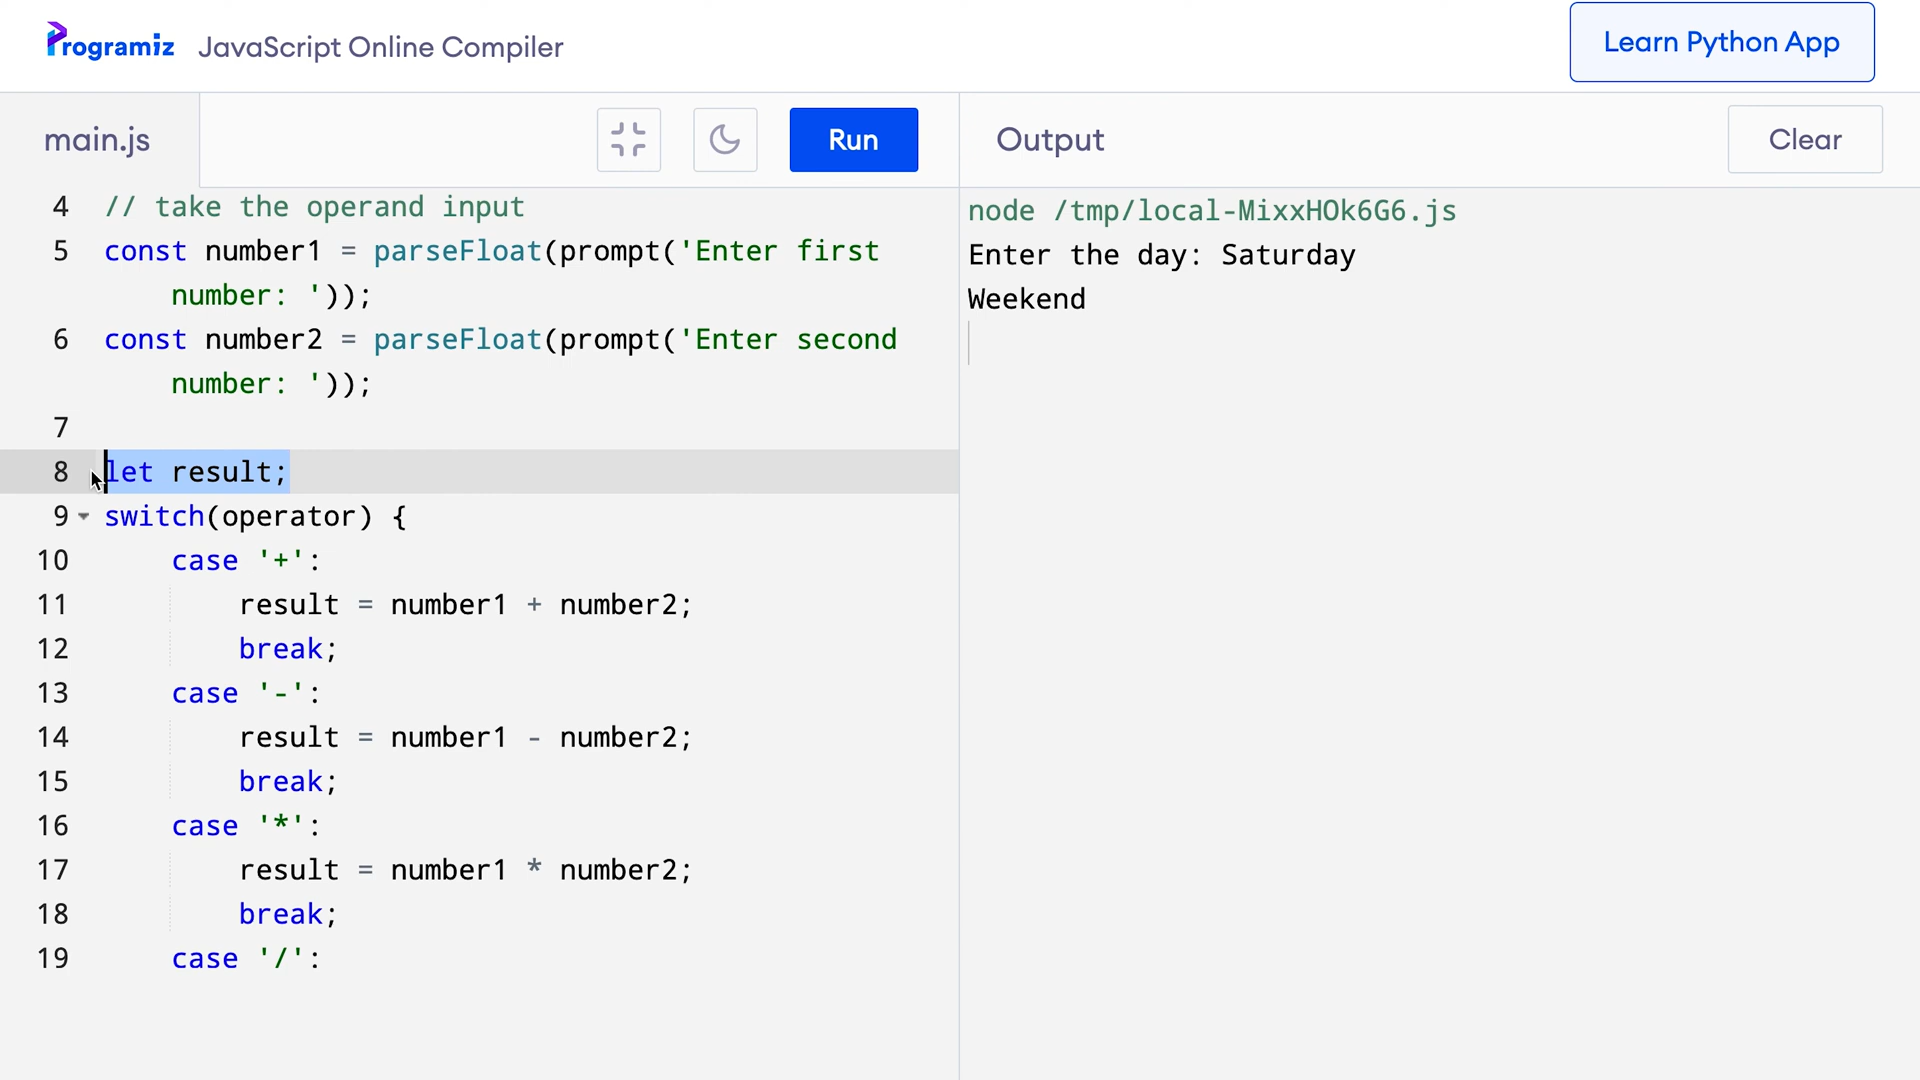 Programiz JavaScript Online Compiler
Learn Python App
main.js
Run
Output
Clear
4 // take the operand input
5 const number1 = parseFloat(prompt('Enter first
number: '));
6 const number2 = parseFloat(prompt('Enter second
number: '));
7
8 let result;
9 switch(operator) {
10 case '+':
11 result = number1 + number2;
12 break;
13 case '-':
14 result = number1 - number2;
15 break;
16 case '*':
17 result = number1 * number2;
18 break;
19 case '/':
node /tmp/local-MixxHOk6G6.js
Enter the day: Saturday
Weekend